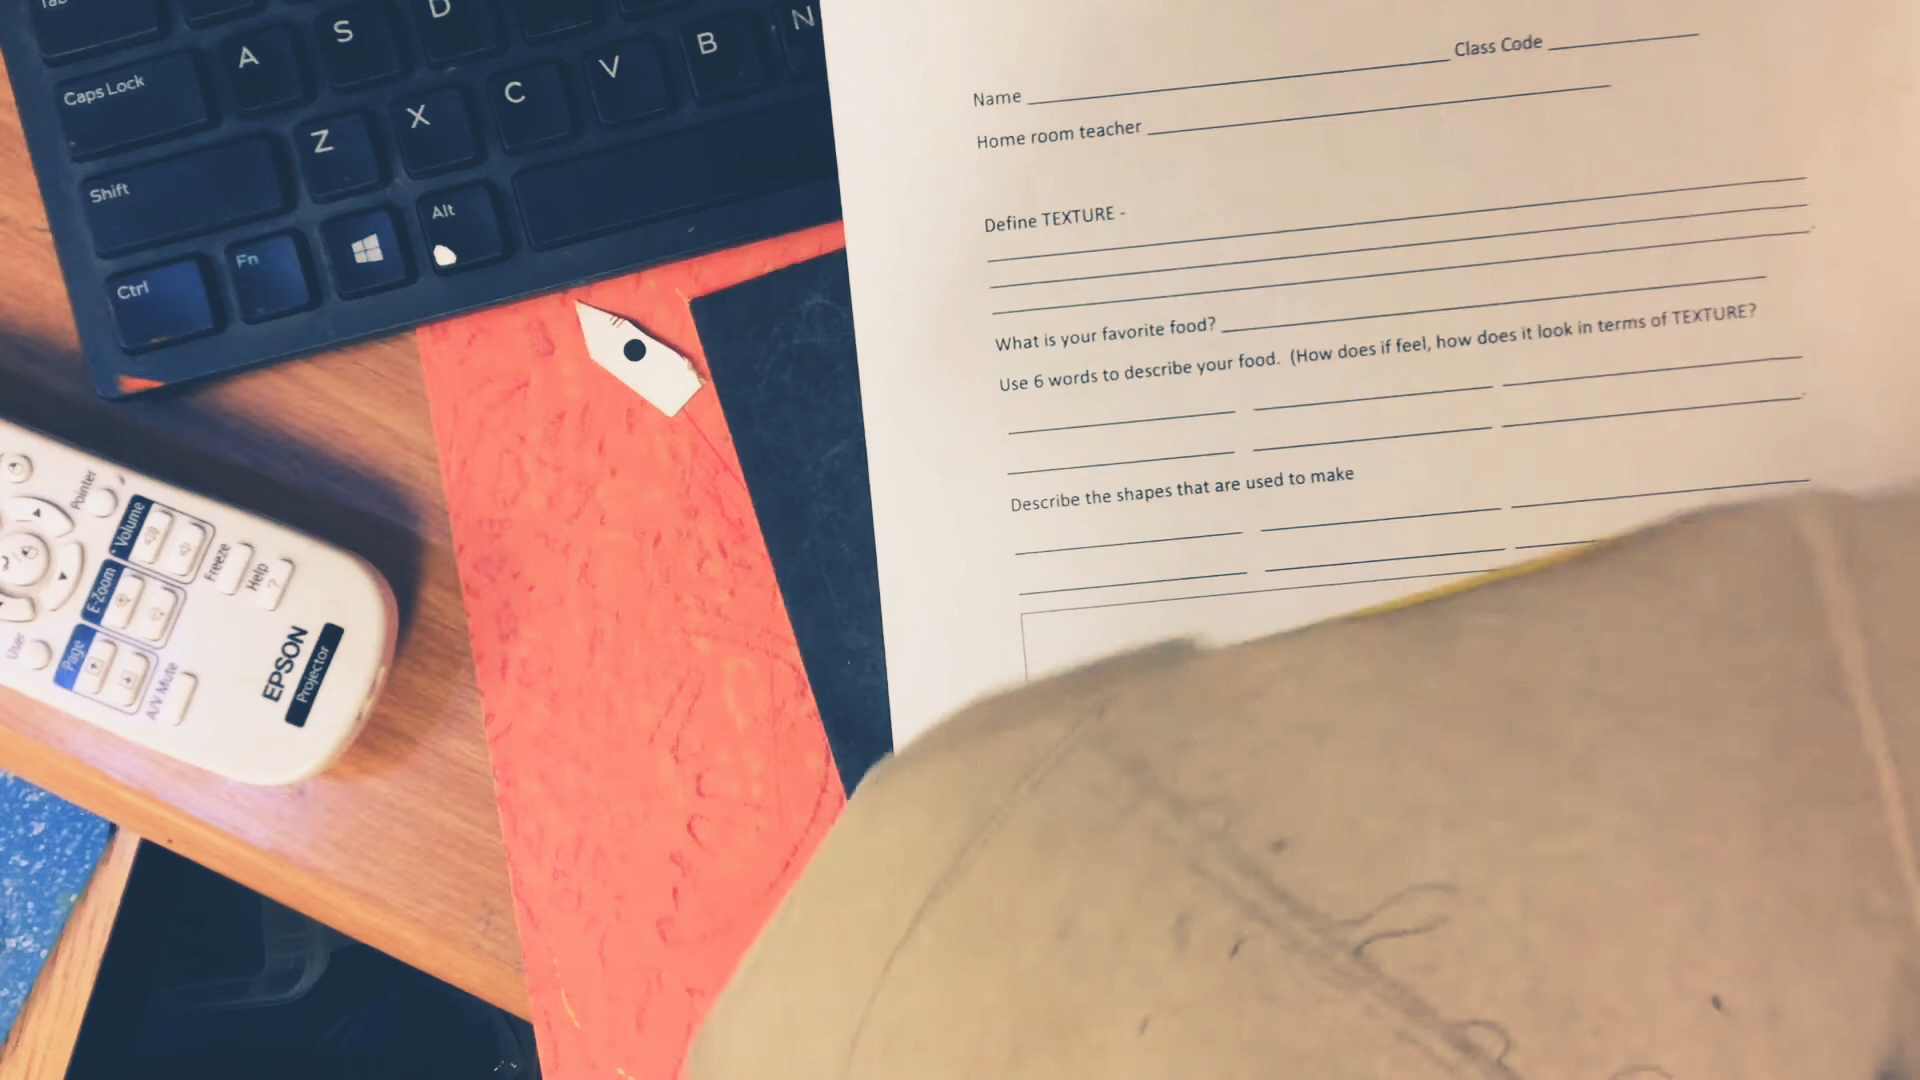 Tab
D
S
A
N
B
V
C
X
Z
Caps Lock
Shift
Alt
Fn
Ctrl
Name Class Code
Home room teacher
Define TEXTURE -
What is your favorite food?
Use 6 words to describe your food. (How does if feel, how does it look in terms of TEXTURE?
Describe the shapes that are used to make
Pointer
Volume
Freeze
Help
?
E-Zoom
User
Page
A/V Mute
EPSON
Projector